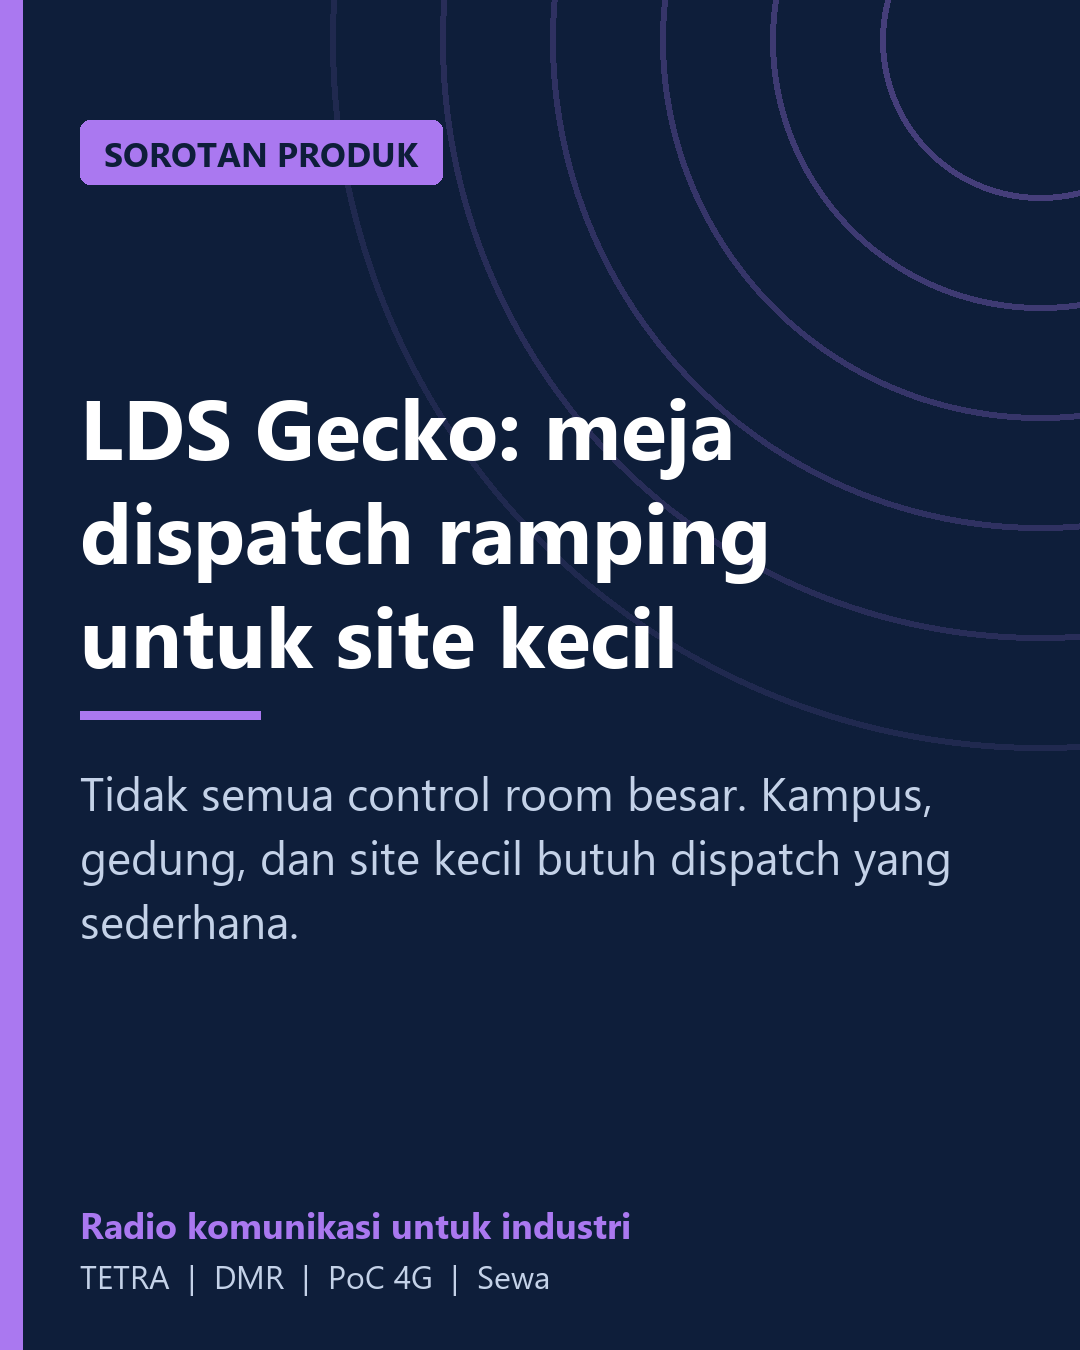 SOROTAN PRODUK
LDS Gecko: meja
dispatch ramping
untuk site kecil
Tidak semua control room besar. Kampus,
gedung, dan site kecil butuh dispatch yang
sederhana.
Radio komunikasi untuk industri
TETRA | DMR | PoC 4G | Sewa